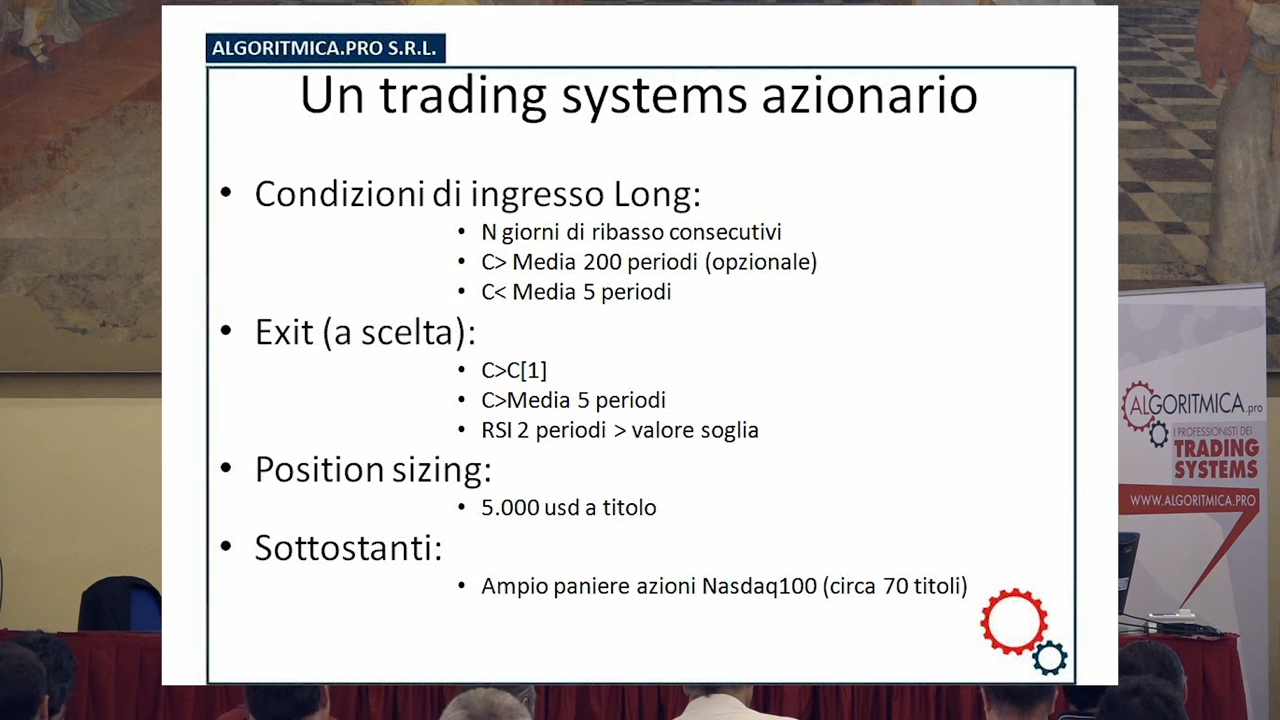 ALGORITMICA.PRO S.R.L.
Un trading systems azionario
• Condizioni di ingresso Long:
• N giorni di ribasso consecutivi
• C> Media 200 periodi (opzionale)
• C< Media 5 periodi
• Exit (a scelta):
• C>C[1]
• C>Media 5 periodi
• RSI 2 periodi > valore soglia
• Position sizing:
• 5.000 usd a titolo
• Sottostanti:
• Ampio paniere azioni Nasdaq100 (circa 70 titoli)
ALGORITMICA.pro
I PROFESSIONISTI DEI
TRADING
SYSTEMS
WWW.ALGORITMICA.PRO